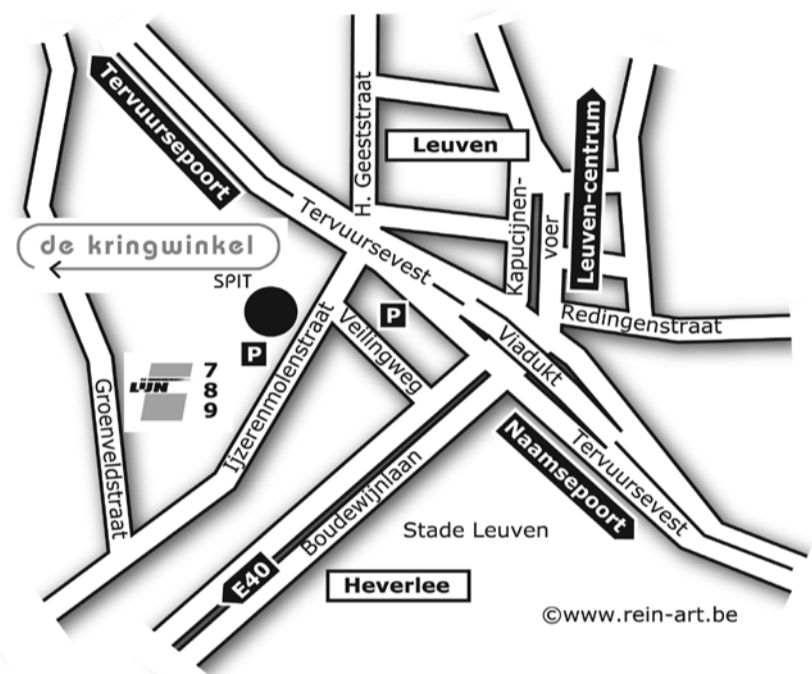 Tervuursepoort
H. Geeststraat
Leuven
Kapucijnen-
voer
Leuven-centrum
Tervuursevest
de kringwinkel
SPIT
P
P
Ijzerenmolenstraat
Veilingweg
Viadukt
Redingenstraat
LIJN
7
8
9
Groenveldstraat
Boudewijnlaan
Naamsepoort
Tervuursevest
Stade Leuven
E40
Heverlee
©www.rein-art.be